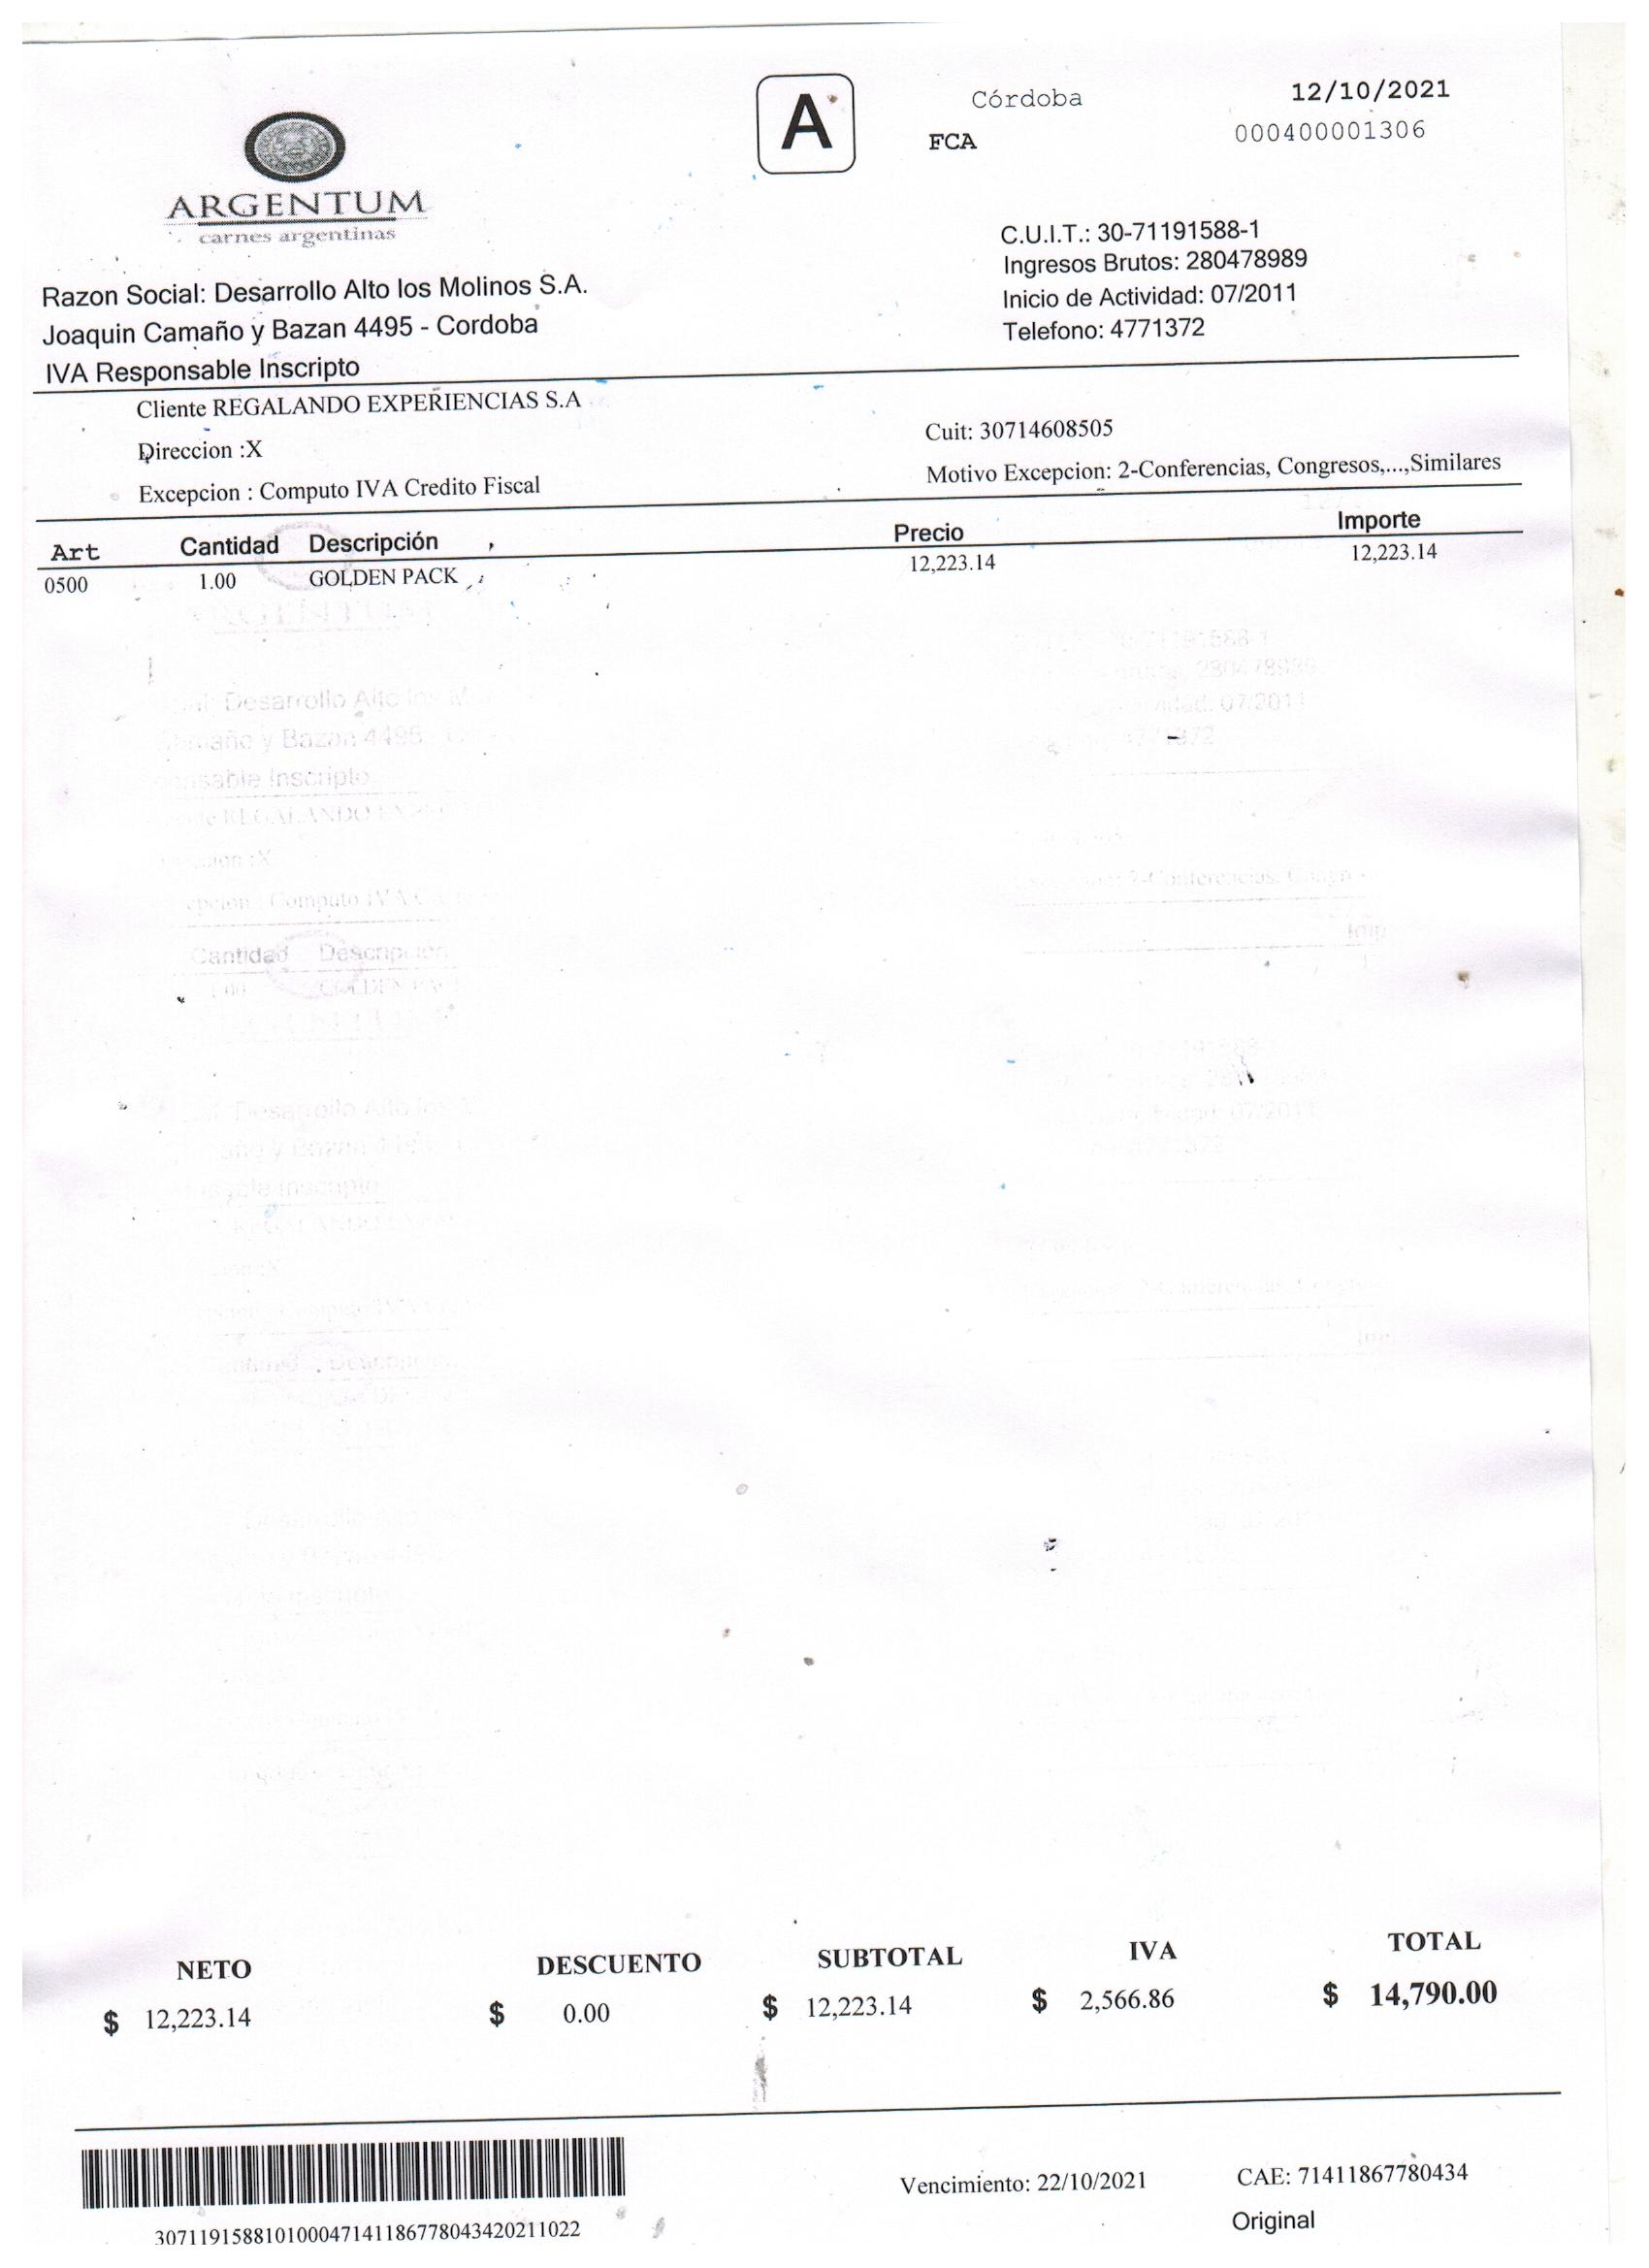 A
Córdoba 12/10/2021
FCA 000400001306
ARGENTUM
carnes argentinas
C.U.I.T.: 30-71191588-1
Ingresos Brutos: 280478989
Inicio de Actividad: 07/2011
Telefono: 4771372
Razon Social: Desarrollo Alto los Molinos S.A.
Joaquin Camaño y Bazan 4495 - Cordoba
IVA Responsable Inscripto
Cliente REGALANDO EXPERIENCIAS S.A
Direccion :X
Cuit: 30714608505
Excepcion : Computo IVA Credito Fiscal
Motivo Excepcion: 2-Conferencias, Congresos,...,Similares
Art Cantidad Descripción Precio Importe
0500 1.00 GOLDEN PACK 12,223.14 12,223.14
NETO DESCUENTO SUBTOTAL IVA TOTAL
$ 12,223.14 $ 0.00 $ 12,223.14 $ 2,566.86 $ 14,790.00
Vencimiento: 22/10/2021 CAE: 71411867780434
Original
307119158810100047141186778043420211022